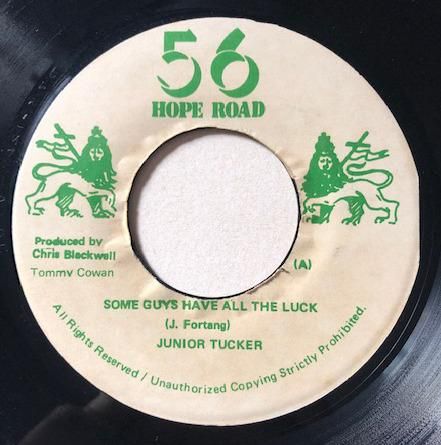 56
HOPE ROAD
Produced by
Chris Blackwell
Tommy Cowan
(A)
SOME GUYS HAVE ALL THE LUCK
(J. Fortang)
JUNIOR TUCKER
All Rights Reserved / Unauthorized Copying Strictly Prohibited.